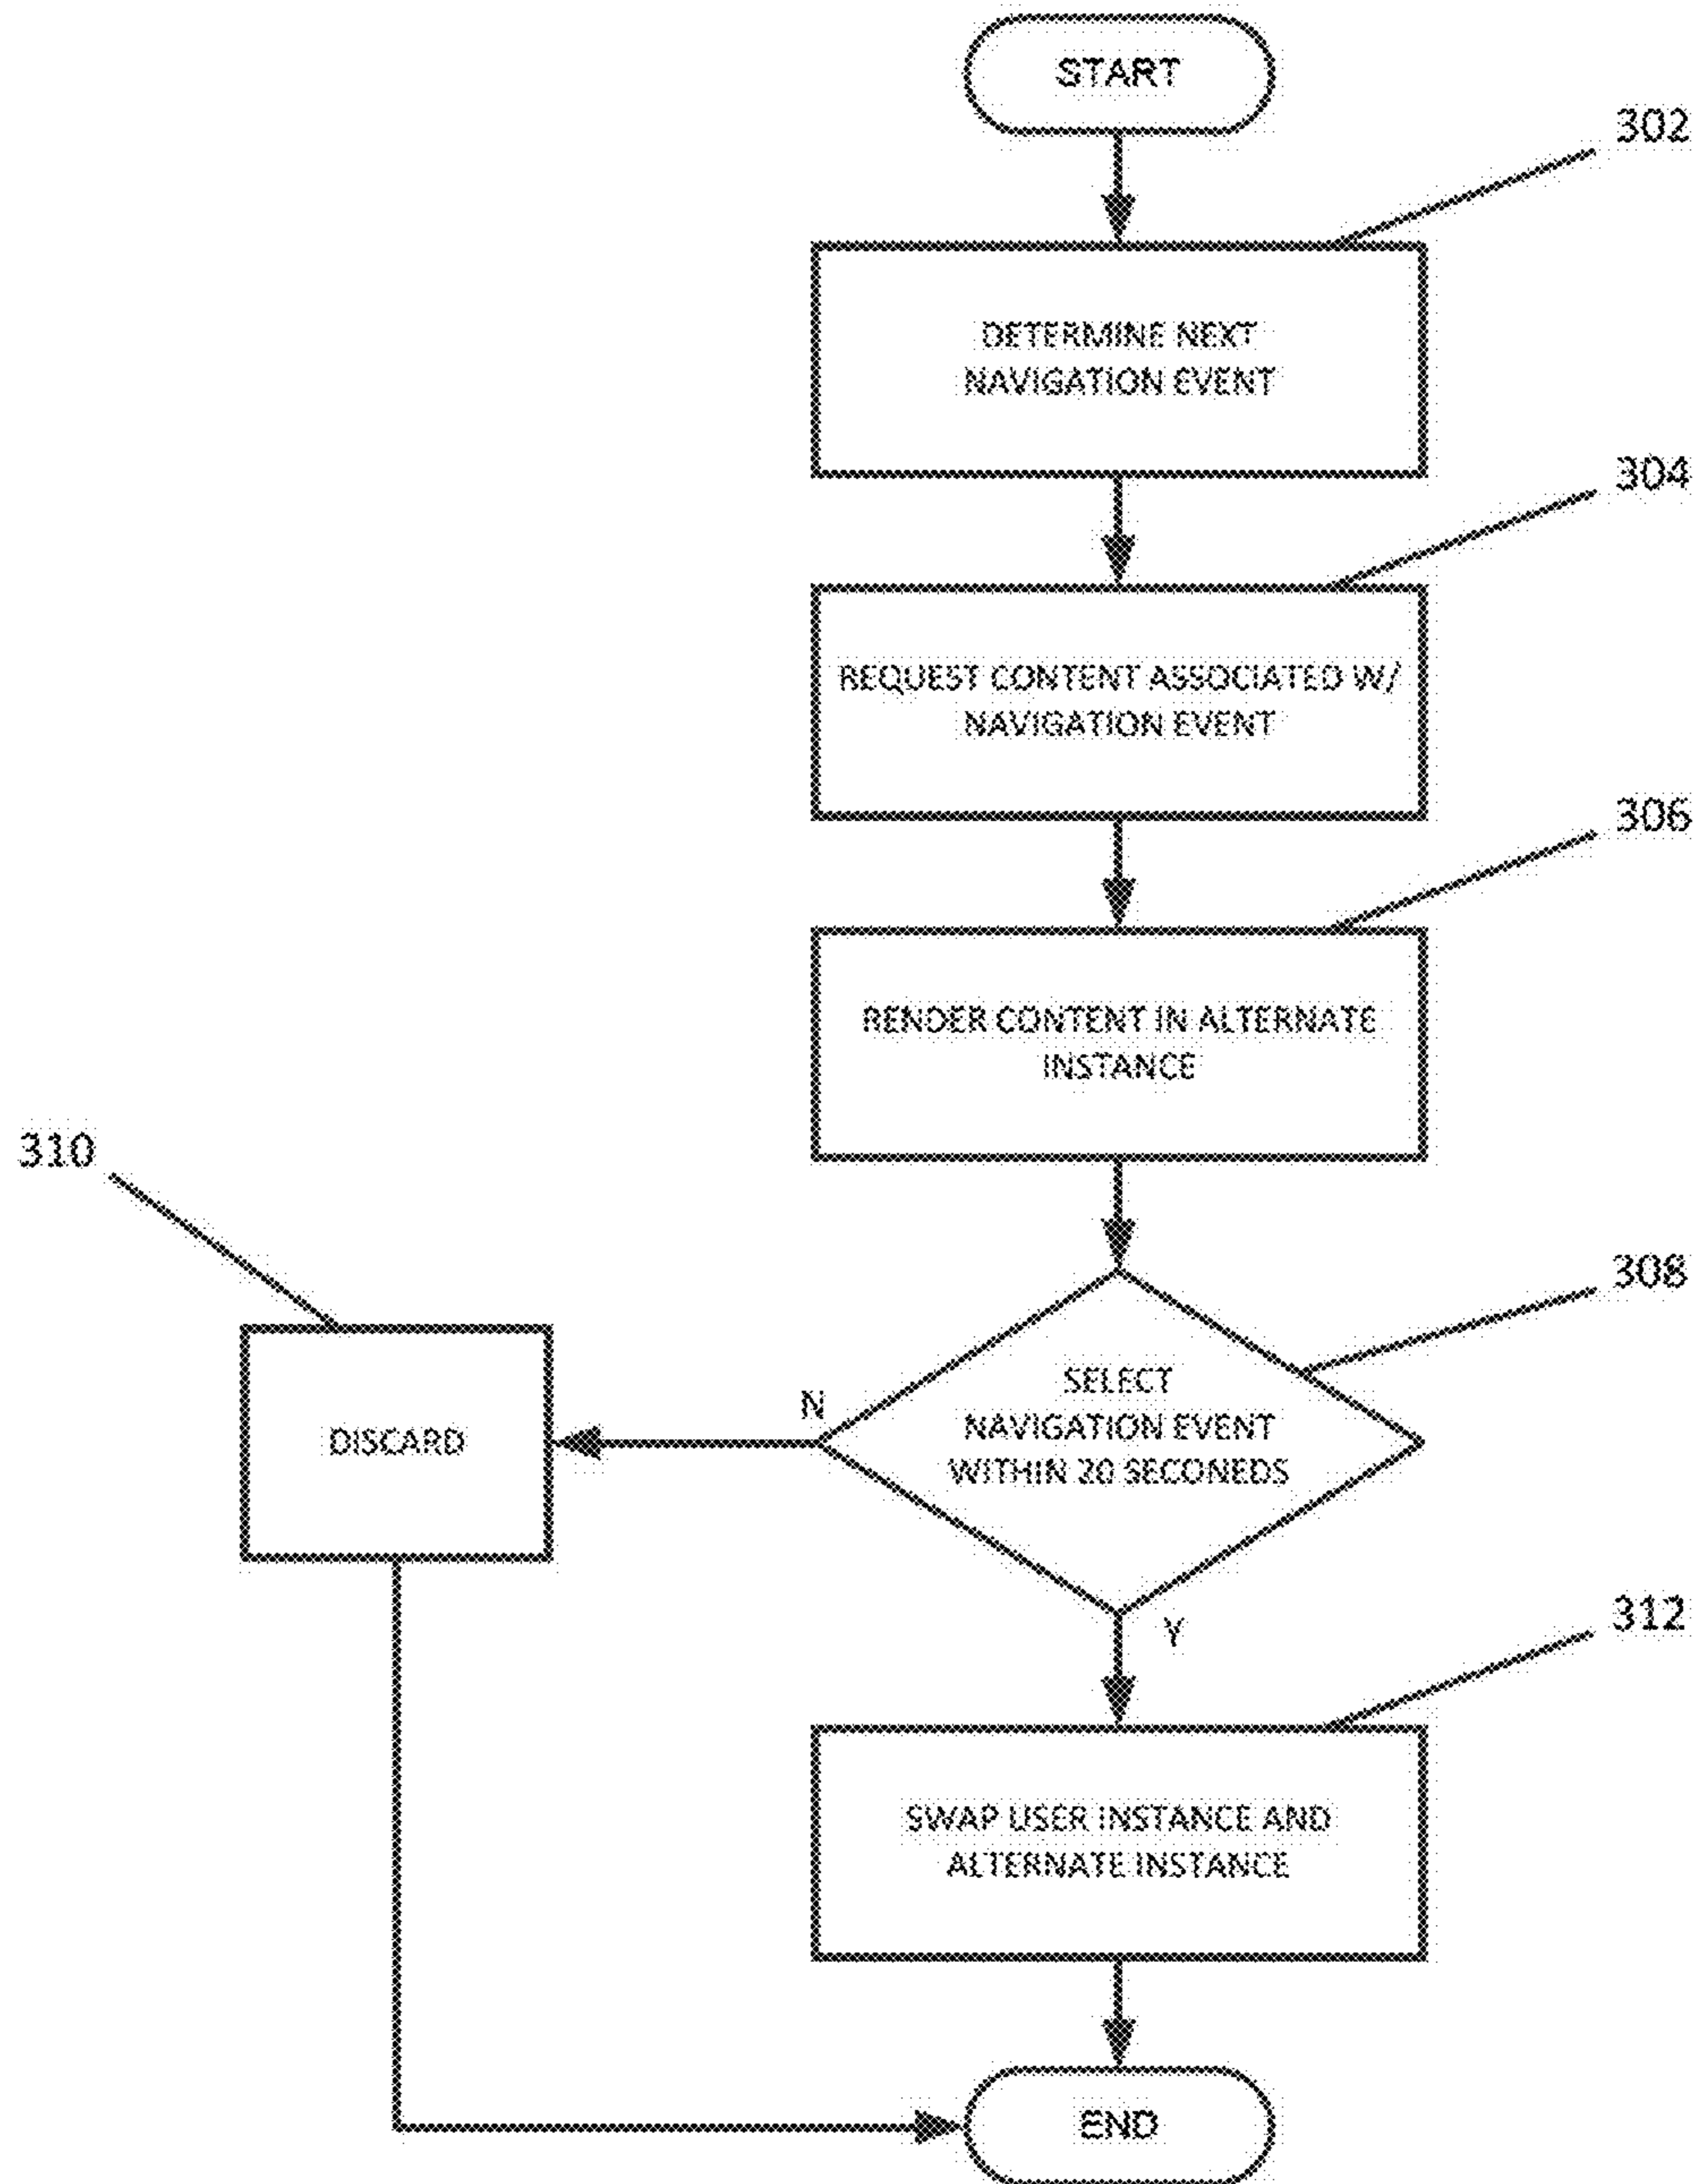 START
302
DETERMINE NEXT
NAVIGATION EVENT
304
REQUEST CONTENT ASSOCIATED W/
NAVIGATION EVENT
306
RENDER CONTENT IN ALTERNATE
INSTANCE
310
308
SELECT
NAVIGATION EVENT
WITHIN 20 SECONEDS
N
DISCARD
Y
312
SWAP USER INSTANCE AND
ALTERNATE INSTANCE
END